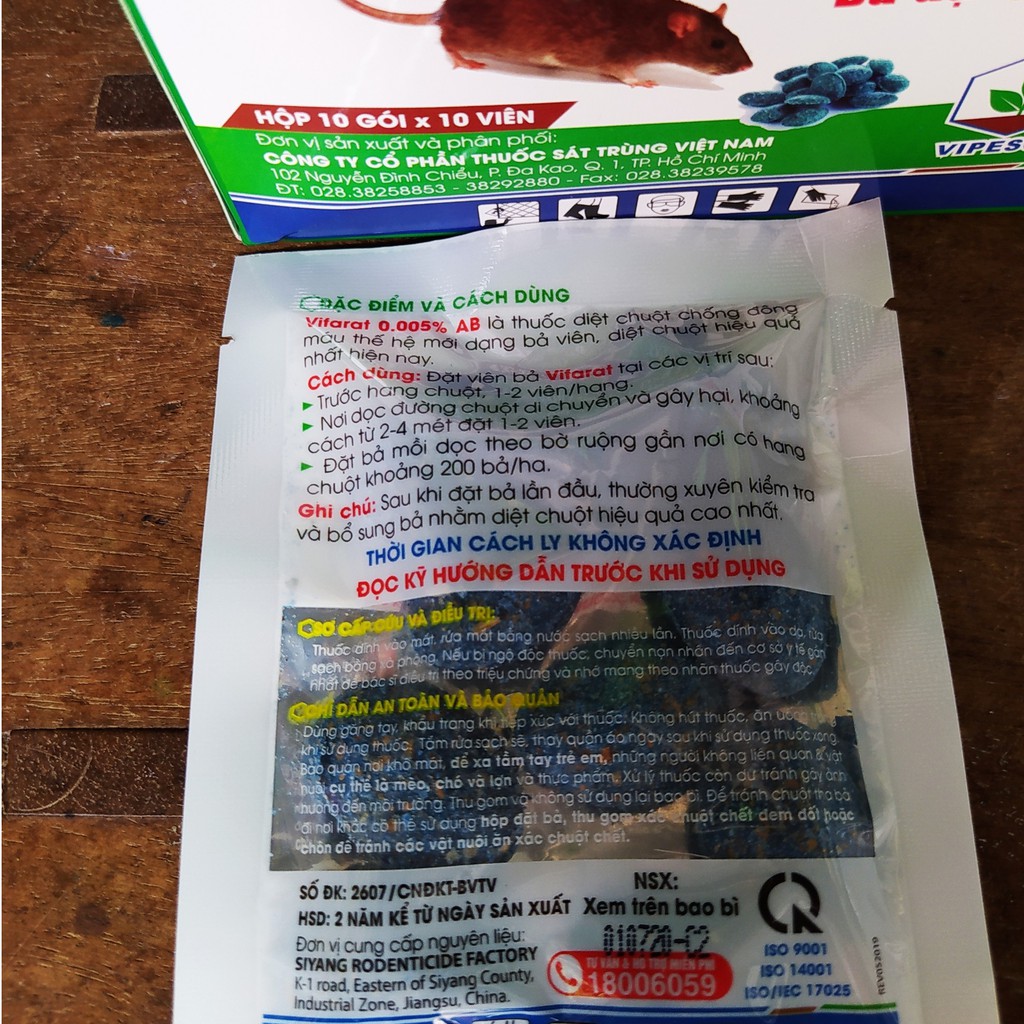 HỘP 10 GÓI x 10 VIÊN
Đơn vị sản xuất và phân phối:
CÔNG TY CỔ PHẦN THUỐC SÁT TRÙNG VIỆT NAM
102 Nguyễn Đình Chiểu, P. Đa Kao, Q. 1, TP. Hồ Chí Minh
ĐT: 028.38258853 - 38292880 - Fax: 028.38239578
ĐẶC ĐIỂM VÀ CÁCH DÙNG
Vifarat 0.005% AB là thuốc diệt chuột chống đông
máu thế hệ mới dạng bả viên, diệt chuột hiệu quả
nhất hiện nay.
Cách dùng: Đặt viên bả Vifarat tại các vị trí sau:
Trước hang chuột, 1-2 viên/hang.
Nơi dọc đường chuột di chuyển và gây hại, khoảng
cách từ 2-4 mét đặt 1-2 viên.
Đặt bả mồi dọc theo bờ ruộng gần nơi có hang
chuột khoảng 200 bả/ha.
Ghi chú: Sau khi đặt bả lần đầu, thường xuyên kiểm tra
và bổ sung bả nhằm diệt chuột hiệu quả cao nhất.
THỜI GIAN CÁCH LY KHÔNG XÁC ĐỊNH
ĐỌC KỸ HƯỚNG DẪN TRƯỚC KHI SỬ DỤNG
SƠ CẤP CỨU VÀ ĐIỀU TRỊ:
Thuốc dính vào mắt, rửa mắt bằng nước sạch nhiều lần. Thuốc dính vào da, rửa
sạch bằng xà phòng. Nếu bị ngộ độc thuốc, chuyển nạn nhân đến cơ sở y tế gần
nhất để bác sĩ điều trị theo triệu chứng và nhớ mang theo nhãn thuốc gây độc.
CHỈ DẪN AN TOÀN VÀ BẢO QUẢN
Dùng găng tay, khẩu trang khi tiếp xúc với thuốc. Không hút thuốc, ăn uống trong
khi sử dụng thuốc. Tắm rửa sạch sẽ, thay quần áo ngay sau khi sử dụng thuốc xong.
Bảo quản nơi khô mát, để xa tầm tay trẻ em, những người không liên quan & vật
nuôi cụ thể là mèo, chó và lợn và thực phẩm. Xử lý thuốc còn dư tránh gây ảnh
hưởng đến môi trường. Thu gom và không sử dụng lại bao bì. Để tránh chuột tha bả
đi nơi khác có thể sử dụng hộp đặt bả, thu gom xác chuột chết đem đốt hoặc
chôn để tránh các vật nuôi ăn xác chuột chết.
SỐ ĐK: 2607/CNĐKT-BVTV
HSD: 2 NĂM KỂ TỪ NGÀY SẢN XUẤT
NSX:
Xem trên bao bì
010720-C2
Đơn vị cung cấp nguyên liệu:
SIYANG RODENTICIDE FACTORY
K-1 road, Eastern of Siyang County,
Industrial Zone, Jiangsu, China.
TƯ VẤN & HỖ TRỢ MIỄN PHÍ
18006059
ISO 9001
ISO 14001
ISO/IEC 17025
REV052019